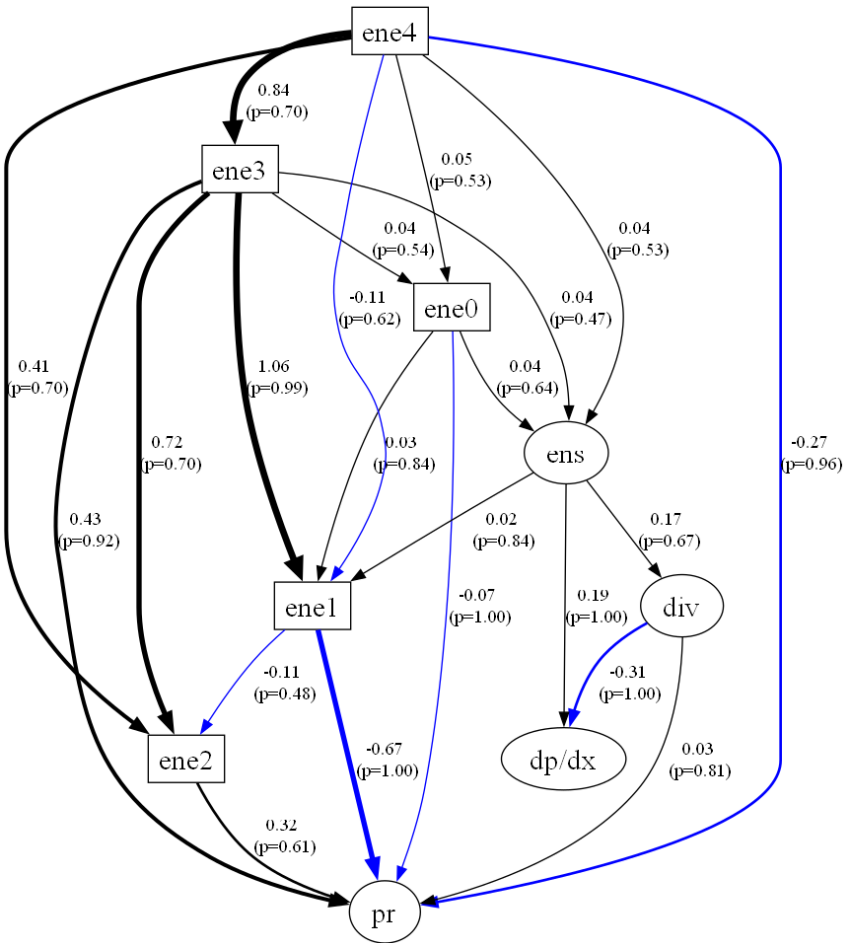 ene4
0.84
(p=0.70)
ene3
0.05
(p=0.53)
0.04
(p=0.54)
0.04
(p=0.53)
-0.11
(p=0.62)
ene0
0.04
(p=0.47)
0.41
(p=0.70)
1.06
(p=0.99)
0.04
(p=0.64)
0.72
(p=0.70)
0.03
(p=0.84)
ens
-0.27
(p=0.96)
0.43
(p=0.92)
0.02
(p=0.84)
0.17
(p=0.67)
ene1
-0.07
(p=1.00)
0.19
(p=1.00)
div
-0.11
(p=0.48)
-0.31
(p=1.00)
ene2
-0.67
(p=1.00)
dp/dx
0.03
(p=0.81)
0.32
(p=0.61)
pr